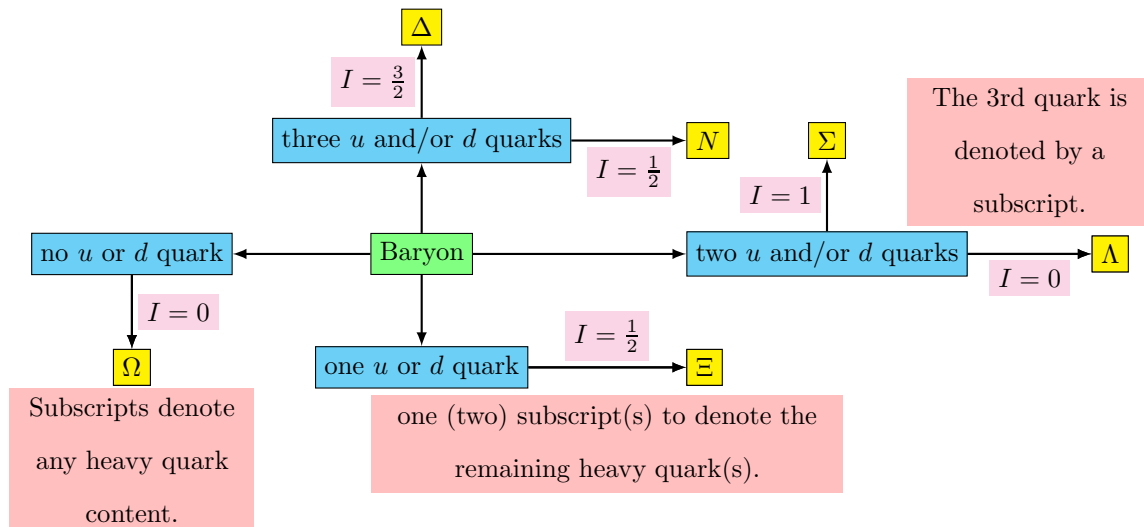 Δ
I = 3/2
The 3rd quark is
denoted by a
subscript.
three u and/or d quarks
N
Σ
I = 1/2
I = 1
no u or d quark
Baryon
two u and/or d quarks
Λ
I = 0
I = 0
I = 1/2
Ω
one u or d quark
Ξ
Subscripts denote
any heavy quark
content.
one (two) subscript(s) to denote the
remaining heavy quark(s).